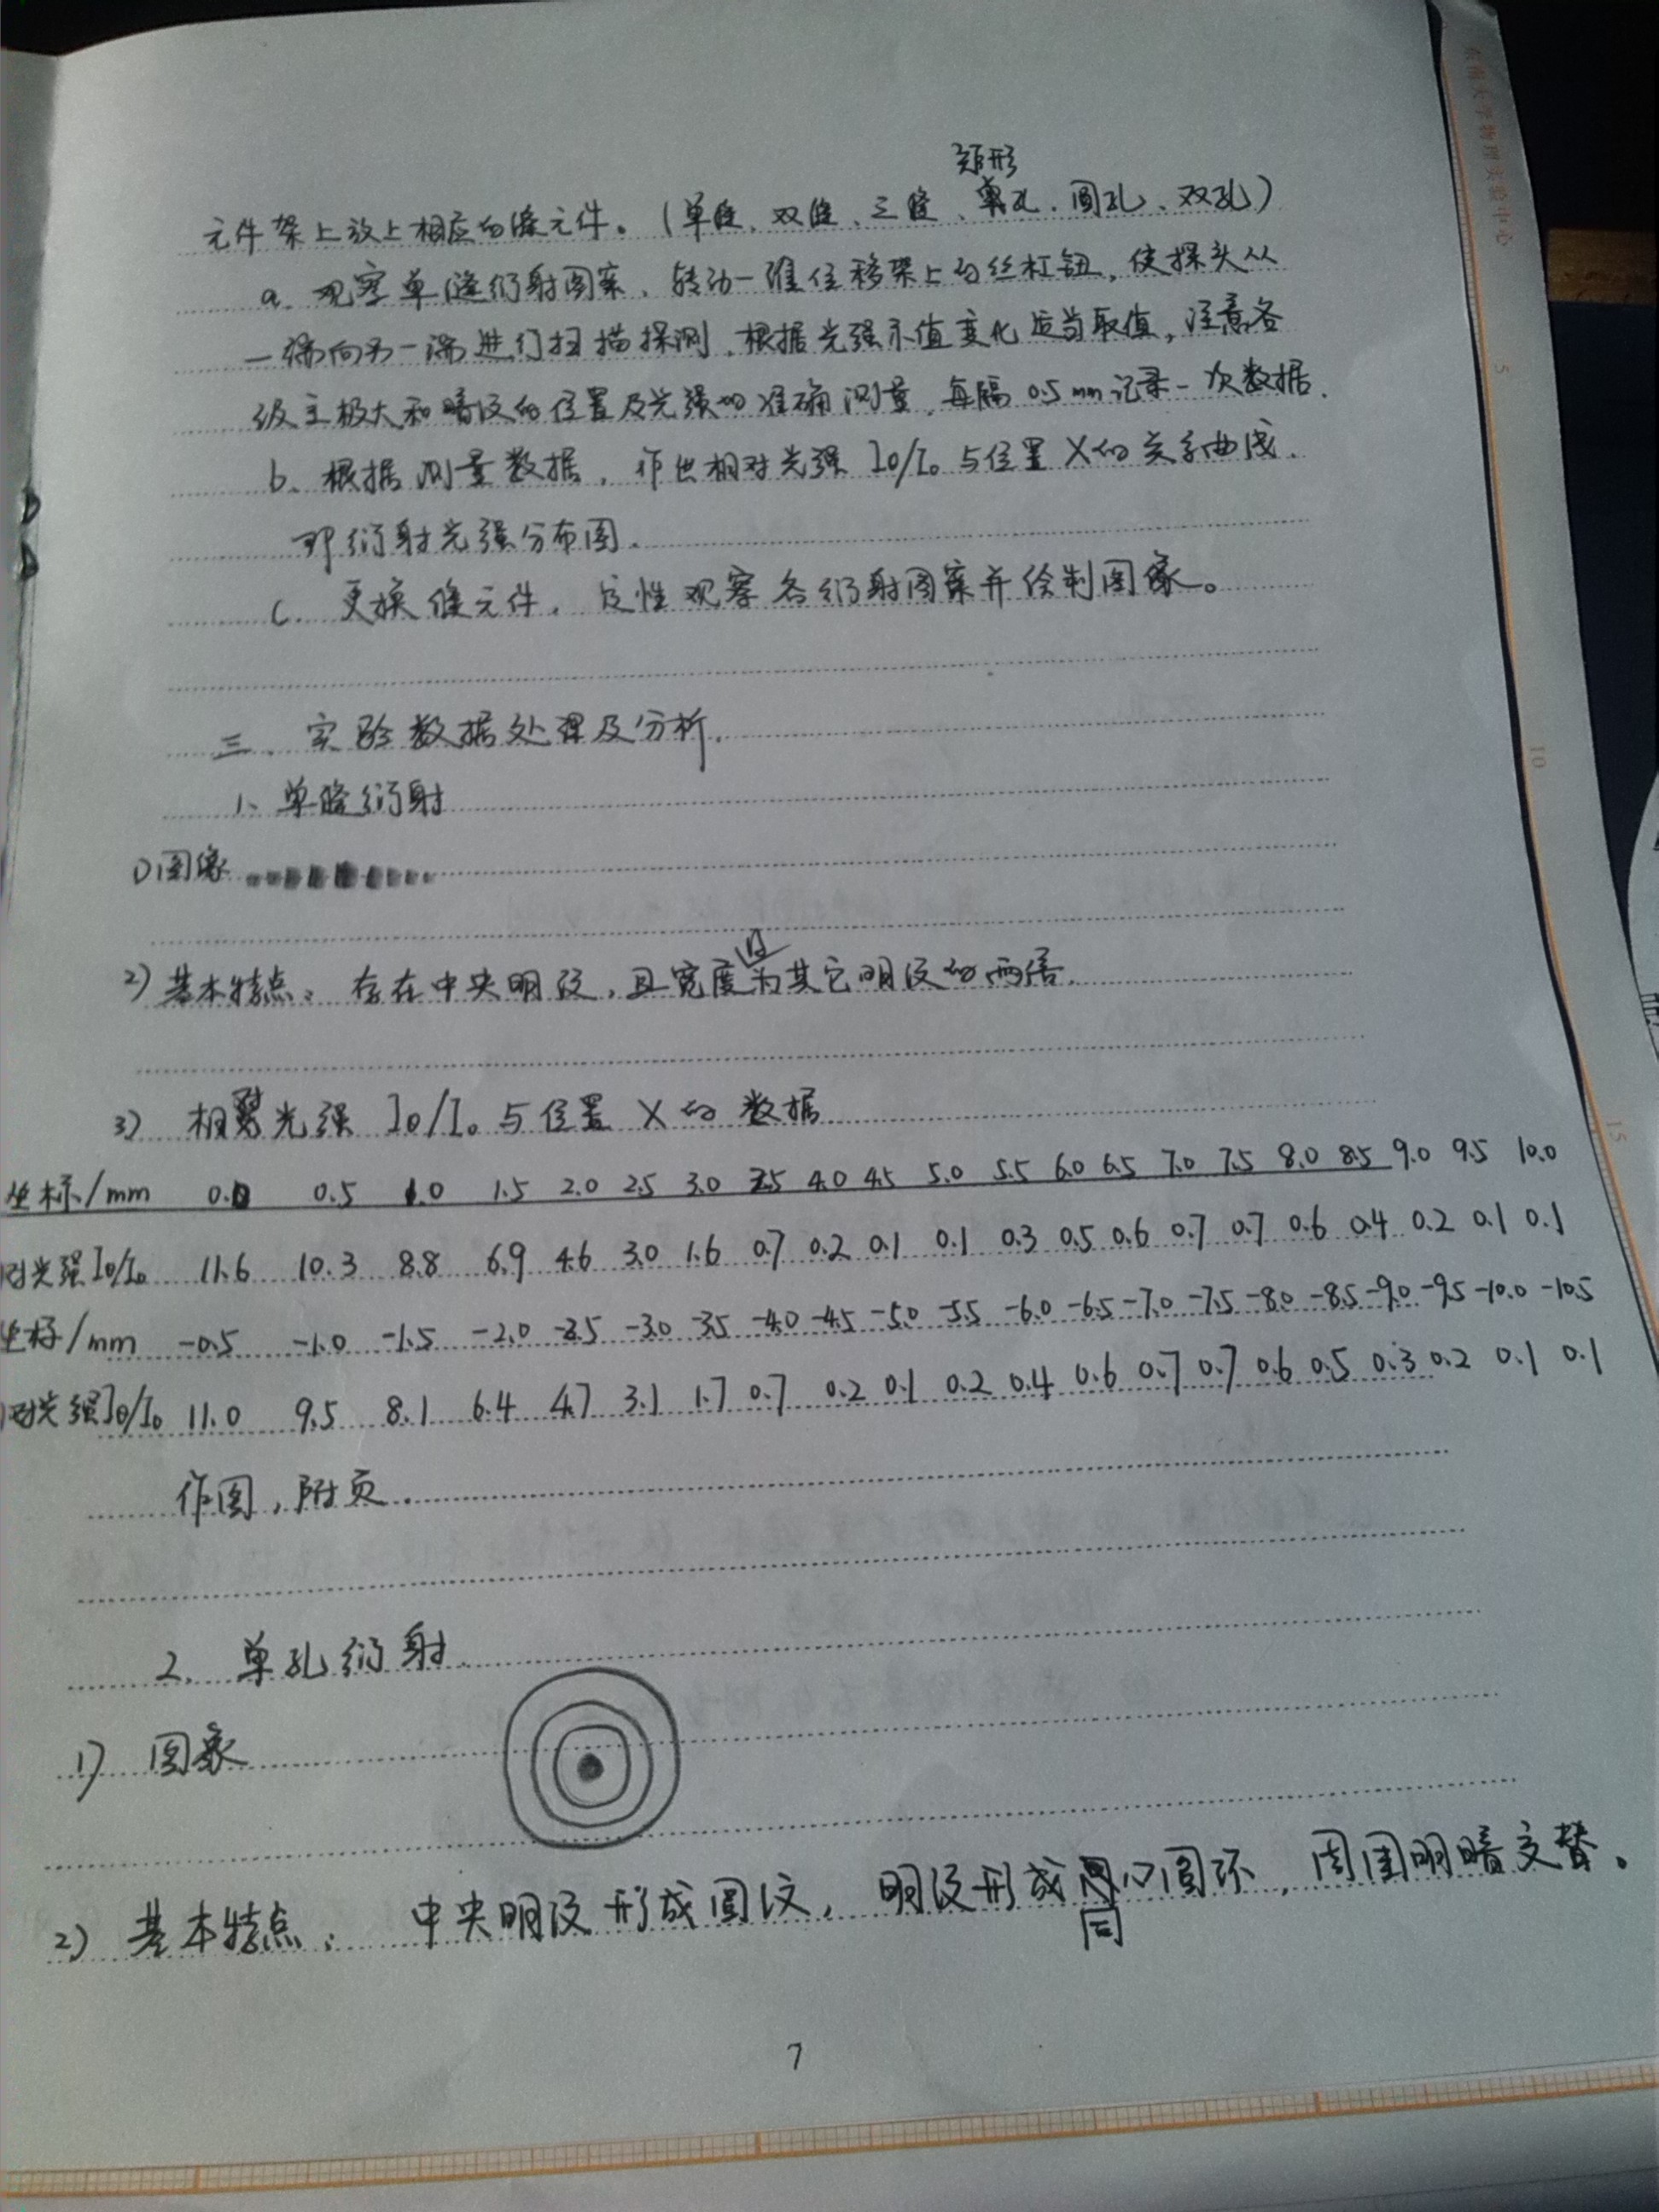 矩形
元件架上放上相应的缝元件。(单缝、双缝、三缝、单孔、圆孔、双孔)
a. 观察单缝衍射图案,转动一维位移架上的丝杠钮,使探头从
一端向另一端进行扫描探测,根据光强示值变化适当取值,注意各
级主极大和暗纹的位置及光强的准确测量,每隔0.5mm记录一次数据.
b、根据测量数据,作出相对光强 Iθ/I₀ 与位置X的关系曲线.
即衍射光强分布图.
c. 更换缝元件,定性观察各衍射图案并绘制图像。
三、实验数据处理及分析.
1、单缝衍射
1)图像
2)基本特点: 存在中央明纹,且宽度为其它明纹的两倍.
3) 相对光强 Iθ/I₀ 与位置 X 的 数据
坐标/mm 0.0 0.5 1.0 1.5 2.0 2.5 3.0 3.5 4.0 4.5 5.0 5.5 6.0 6.5 7.0 7.5 8.0 8.5 9.0 9.5 10.0
对光强Iθ/I₀ 11.6 10.3 8.8 6.9 4.6 3.0 1.6 0.7 0.2 0.1 0.1 0.3 0.5 0.6 0.7 0.7 0.6 0.4 0.2 0.1 0.1
坐标/mm -0.5 -1.0 -1.5 -2.0 -2.5 -3.0 -3.5 -4.0 -4.5 -5.0 -5.5 -6.0 -6.5 -7.0 -7.5 -8.0 -8.5 -9.0 -9.5 -10.0 -10.5
对光强Iθ/I₀ 11.0 9.5 8.1 6.4 4.7 3.1 1.7 0.7 0.2 0.1 0.2 0.4 0.6 0.7 0.7 0.6 0.5 0.3 0.2 0.1 0.1
作图,附页.
2. 单孔衍射.
1) 图象
2) 基本特点: 中央明纹形成圆纹,明纹形成同心圆环,周围明暗交替。
7
5
10
15